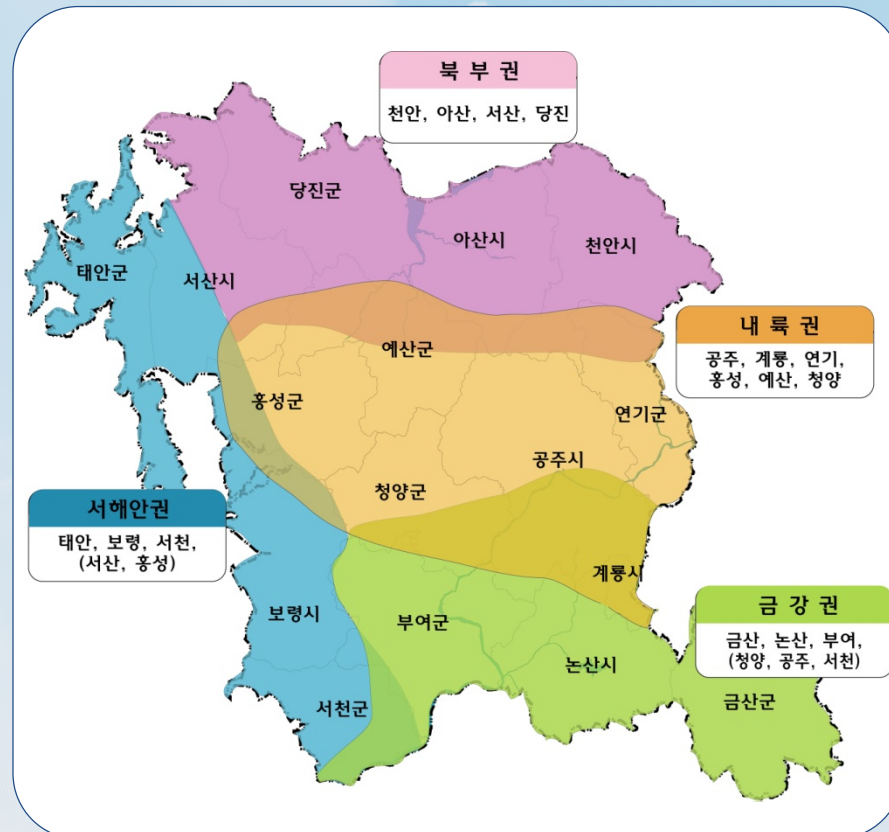 북 부 권
천안, 아산, 서산, 당진
당진군
아산시
천안시
태안군
서산시
내 륙 권
공주, 계룡, 연기,
홍성, 예산, 청양
예산군
홍성군
연기군
공주시
청양군
서해안권
태안, 보령, 서천,
(서산, 홍성)
계룡시
보령시
부여군
금 강 권
금산, 논산, 부여,
(청양, 공주, 서천)
논산시
서천군
금산군